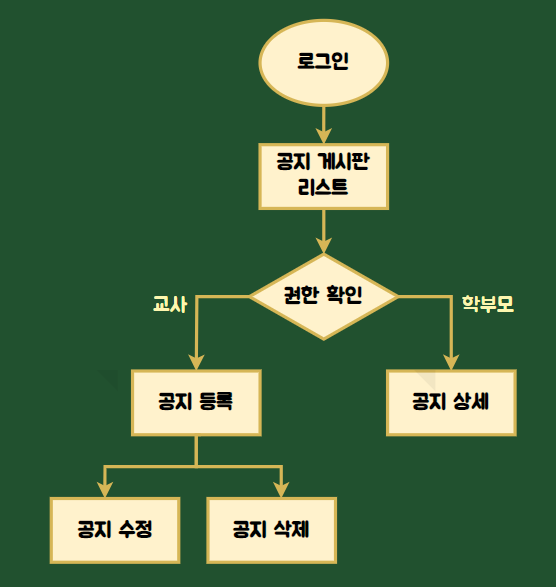 로그인
공지 게시판
리스트
권한 확인
교사
학부모
공지 등록
공지 상세
공지 수정
공지 삭제